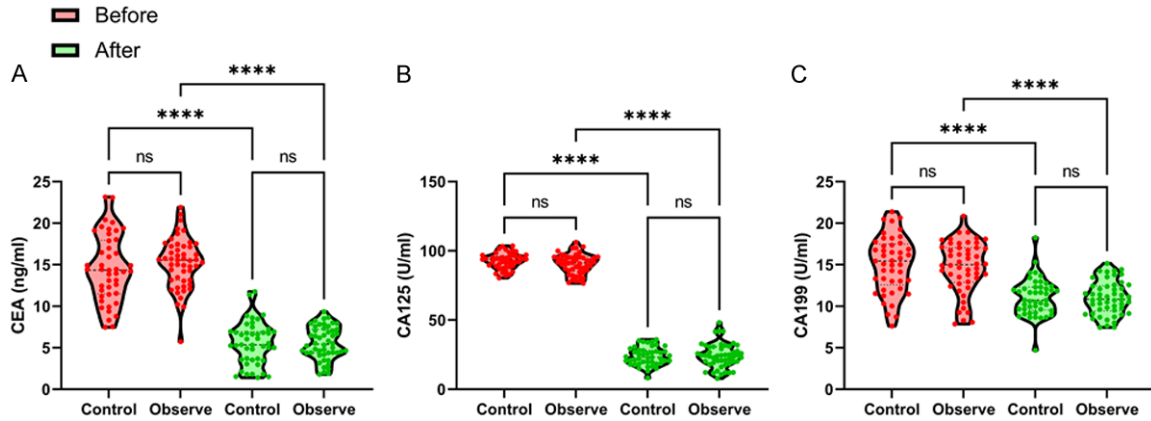 Before
After
A
CEA (ng/ml)
25
20
15
10
5
0
****
****
ns
ns
Control Observe Control Observe
B
CA125 (U/ml)
150
100
50
0
****
****
ns
ns
Control Observe Control Observe
C
CA199 (U/ml)
25
20
15
10
5
0
****
****
ns
ns
Control Observe Control Observe